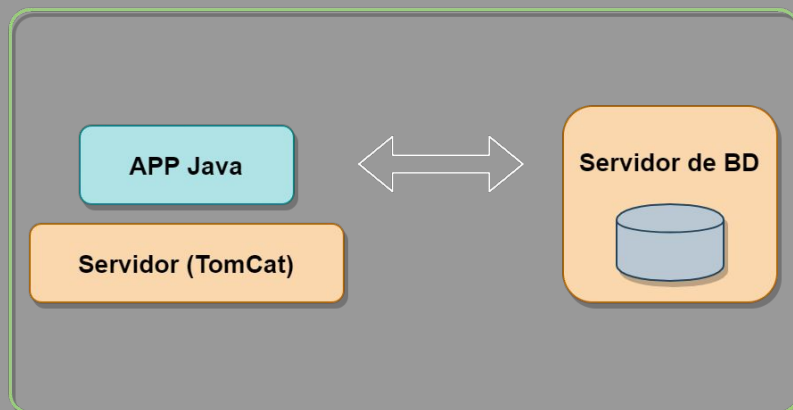 APP Java
Servidor (TomCat)
Servidor de BD